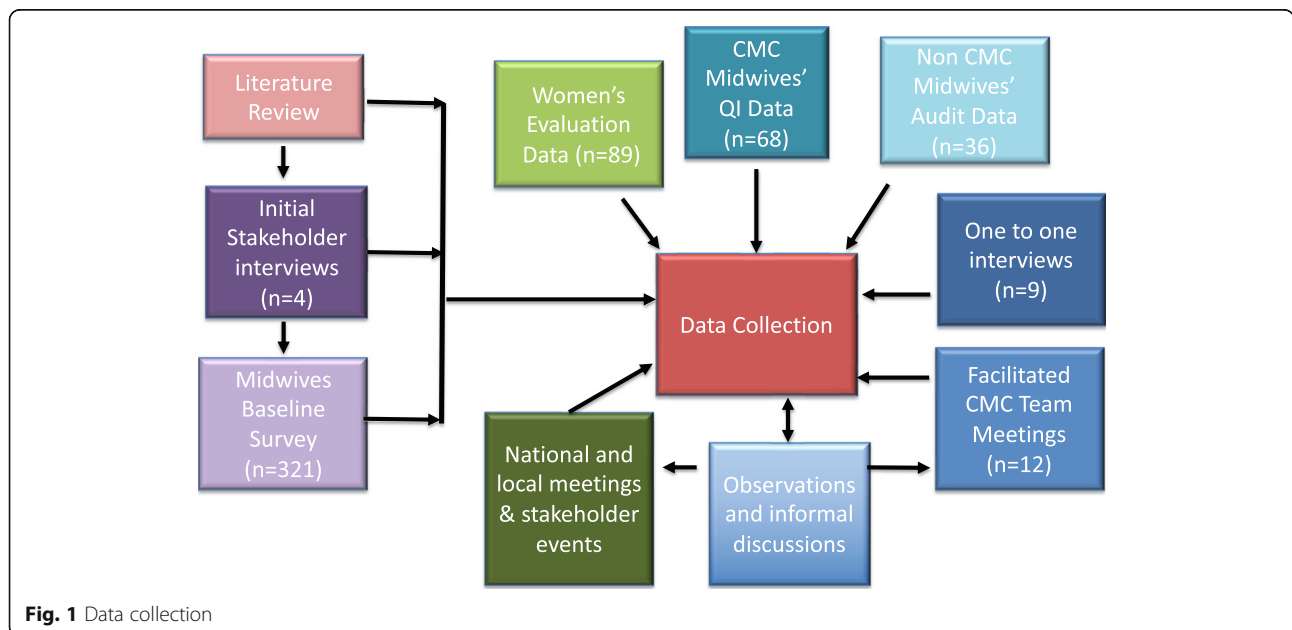 Literature
Review
Initial
Stakeholder
interviews
(n=4)
Midwives
Baseline
Survey
(n=321)
Women's
Evaluation
Data (n=89)
CMC
Midwives'
QI Data
(n=68)
Non CMC
Midwives'
Audit Data
(n=36)
One to one
interviews
(n=9)
Data Collection
Facilitated
CMC Team
Meetings
(n=12)
National and
local meetings
& stakeholder
events
Observations
and informal
discussions
Fig. 1 Data collection